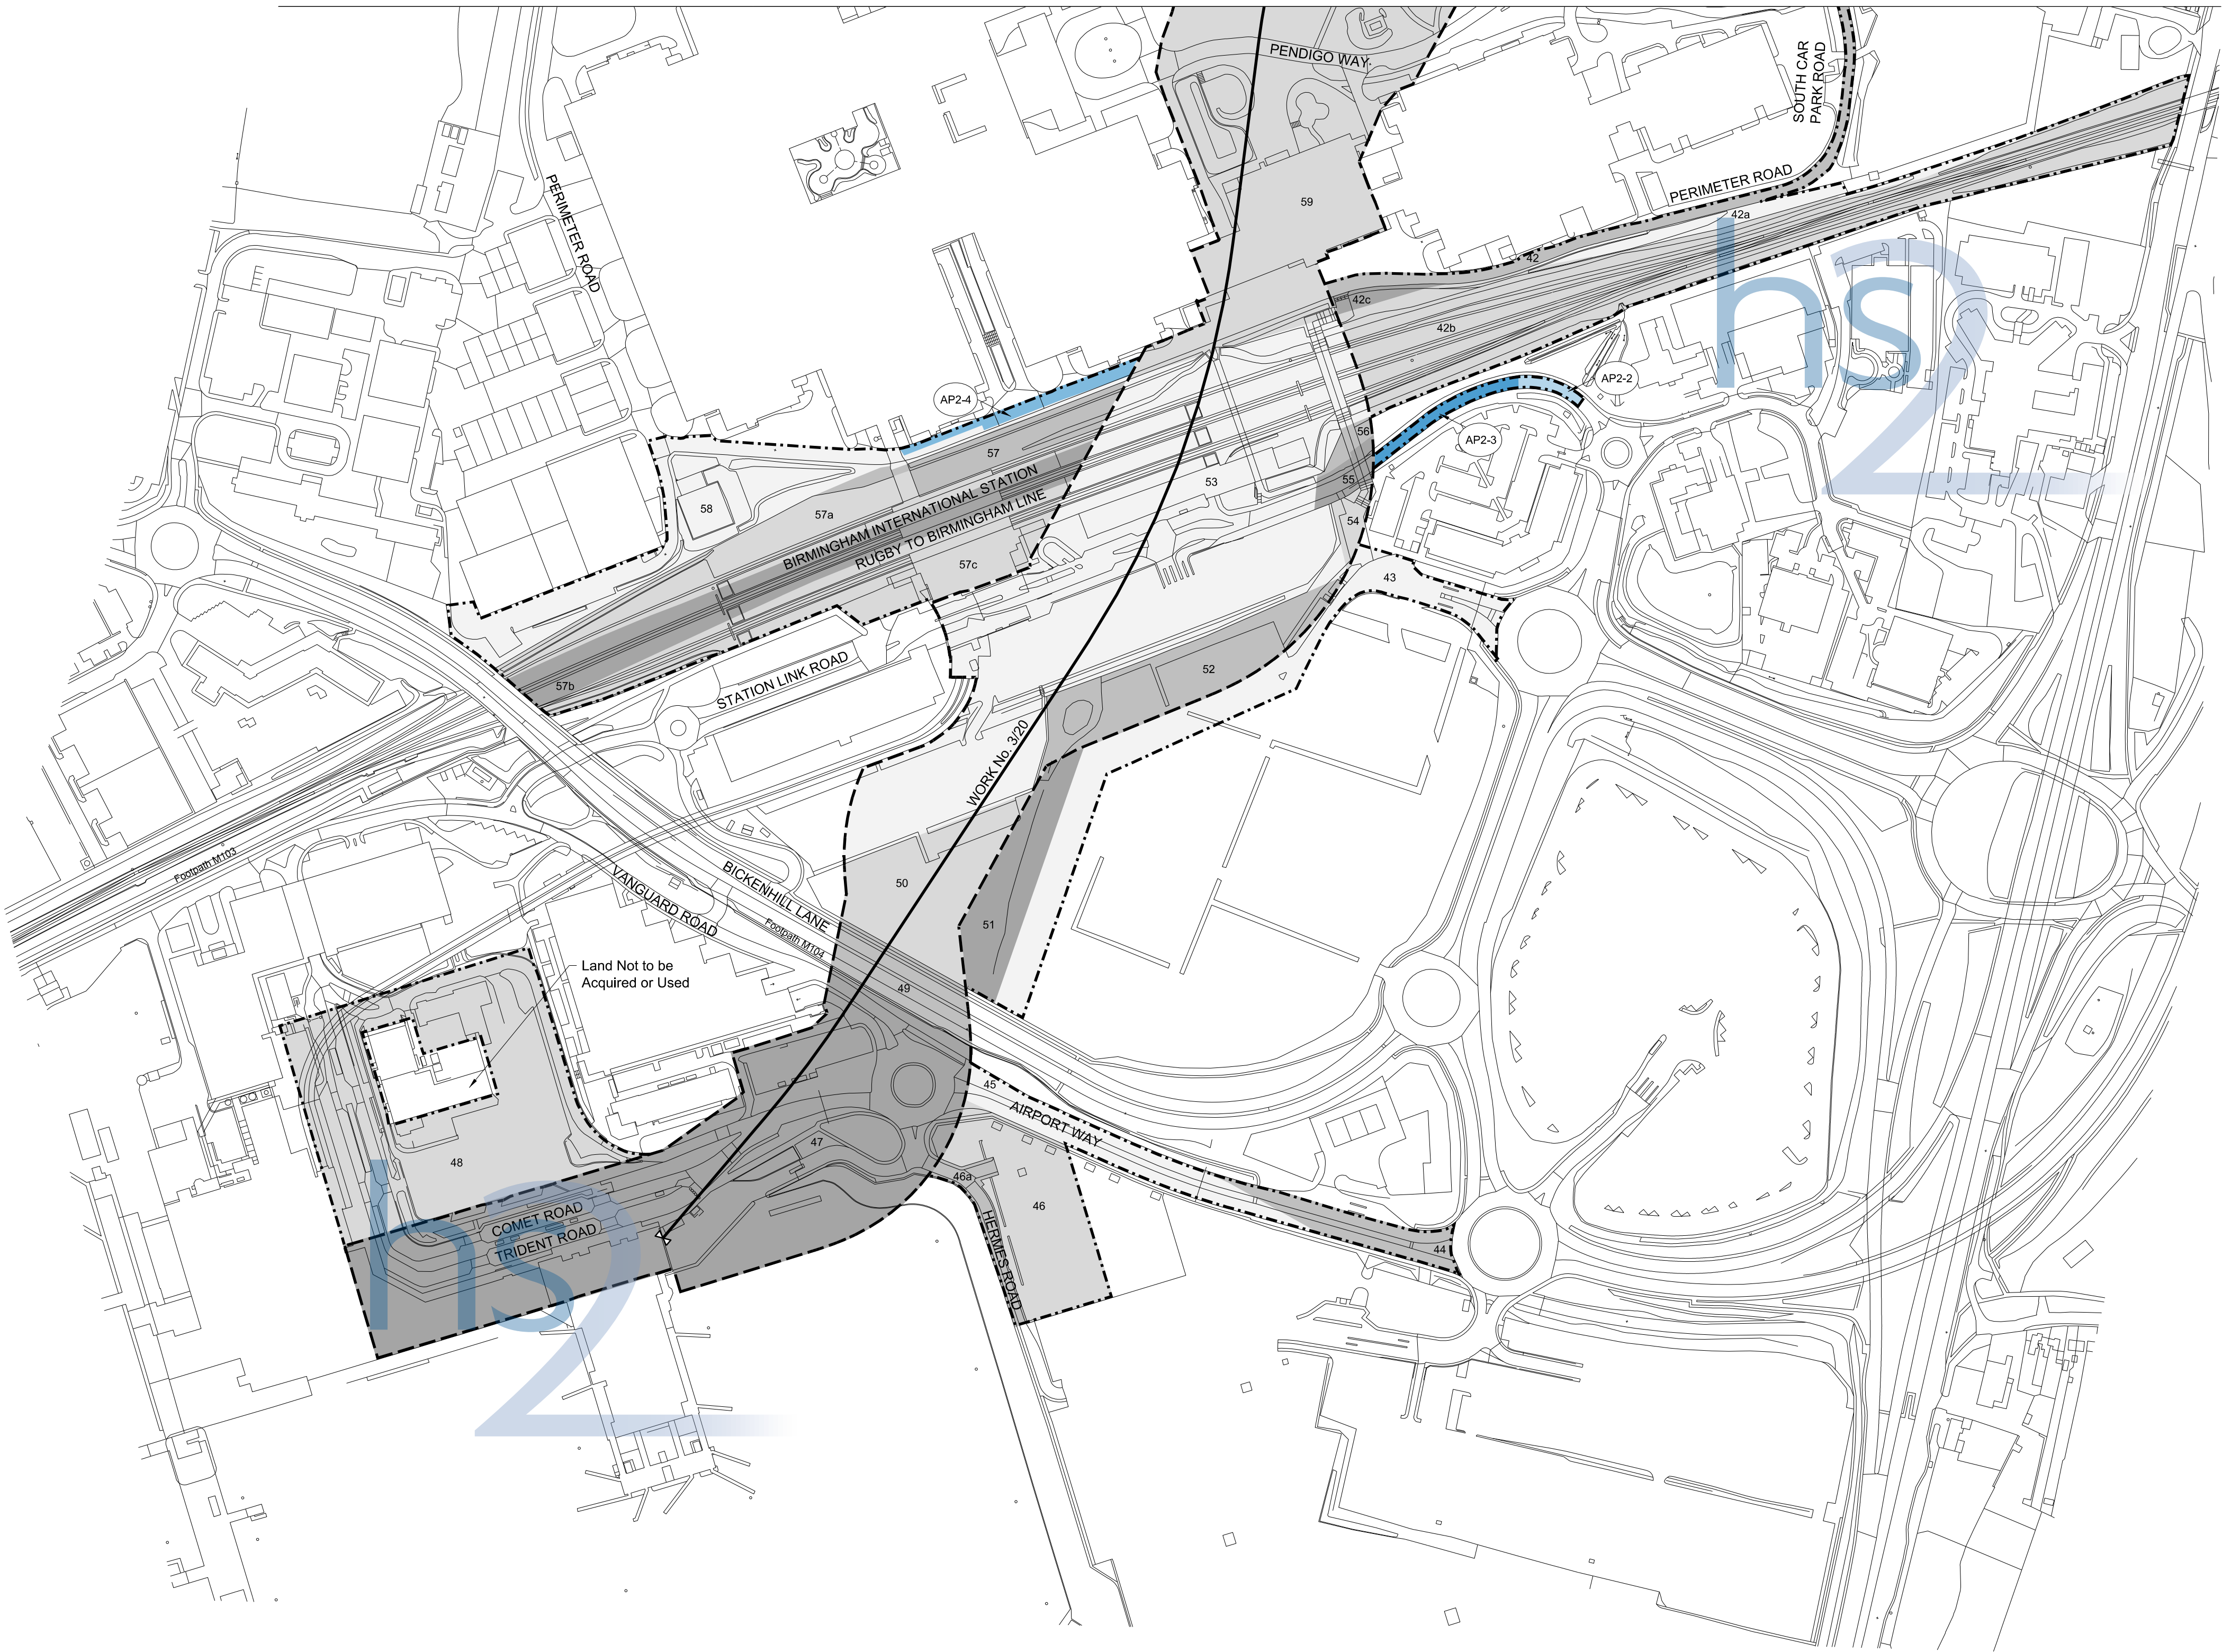 PENDIGO WAY
SOUTH CAR
PARK ROAD
PERIMETER ROAD
PERIMETER ROAD
59
42a
42
42c
42b
hs2
AP2-2
AP2-4
AP2-3
56
57
BIRMINGHAM INTERNATIONAL STATION
RUGBY TO BIRMINGHAM LINE
53
55
58
57a
54
57c
43
52
57b
STATION LINK ROAD
WORK No. 3/20
Footpath M103
BICKENHILL LANE
VANGUARD ROAD
50
51
Footpath M104
Land Not to be
Acquired or Used
49
45
AIRPORT WAY
47
48
46a
46
HERMES ROAD
COMET ROAD
TRIDENT ROAD
44
hs2